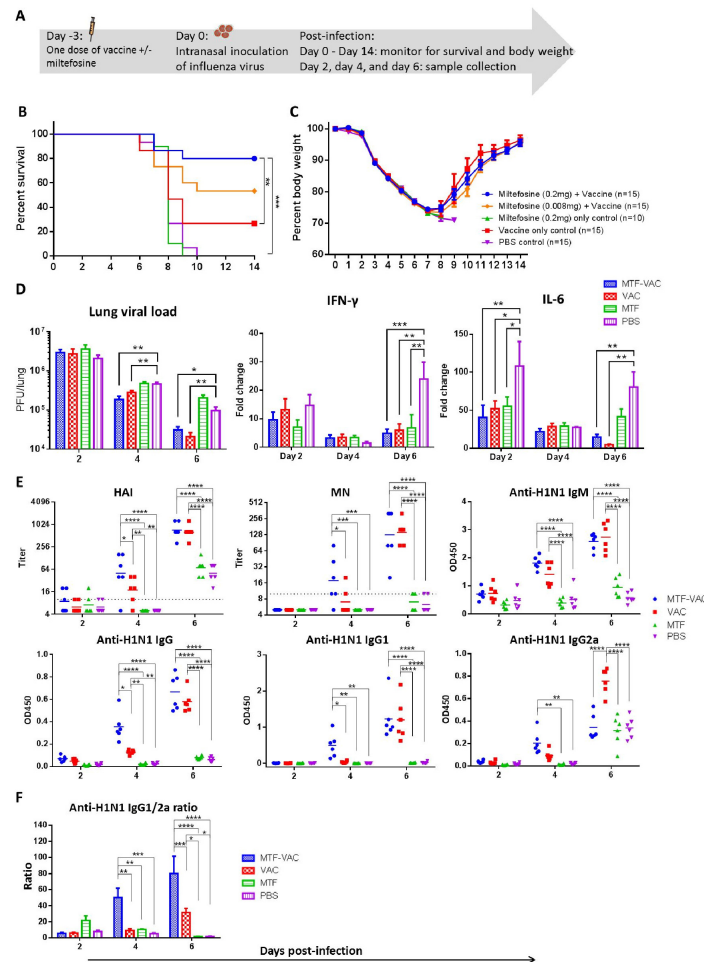 A
Day -3:
Day 0:
Post-infection:
One dose of vaccine +/-
miltefosine
Intranasal inoculation
of influenza virus
Day 0 - Day 14: monitor for survival and body weight
Day 2, day 4, and day 6: sample collection
B
Percent survival
100
80
60
40
20
0
0 2 4 6 8 10 12 14
**
***
C
Percent body weight
100
90
80
70
60
0 1 2 3 4 5 6 7 8 9 10 11 12 13 14
Miltefosine (0.2mg) + Vaccine (n=15)
Miltefosine (0.008mg) + Vaccine (n=15)
Miltefosine (0.2mg) only control (n=10)
Vaccine only control (n=15)
PBS control (n=15)
D
Lung viral load
PFU/lung
10^7
10^6
10^5
10^4
2 4 6
**
**
*
**
IFN-γ
Fold change
40
30
20
10
0
Day 2 Day 4 Day 6
***
**
**
IL-6
Fold change
150
100
50
0
Day 2 Day 4 Day 6
**
*
*
**
**
MTF-VAC
VAC
MTF
PBS
E
HAI
Titer
4096
1024
256
64
16
4
2 4 6
****
****
**
* **
****
****
****
****
MN
Titer
512
256
128
64
32
16
8
4
2 4 6
***
***
*
****
****
****
****
Anti-H1N1 IgM
OD450
4
3
2
1
0
2 4 6
****
****
****
****
****
****
****
****
MTF-VAC
VAC
MTF
PBS
Anti-H1N1 IgG
OD450
1.0
0.8
0.6
0.4
0.2
0.0
2 4 6
****
****
**
* **
****
****
****
****
Anti-H1N1 IgG1
OD450
3
2
1
0
2 4 6
**
**
*
****
****
****
****
Anti-H1N1 IgG2a
OD450
1.0
0.8
0.6
0.4
0.2
0.0
2 4 6
**
**
****
****
****
F
Anti-H1N1 IgG1/2a ratio
Ratio
140
120
100
80
60
40
20
0
2 4 6
***
**
**
****
****
*
*** *
MTF-VAC
VAC
MTF
PBS
Days post-infection